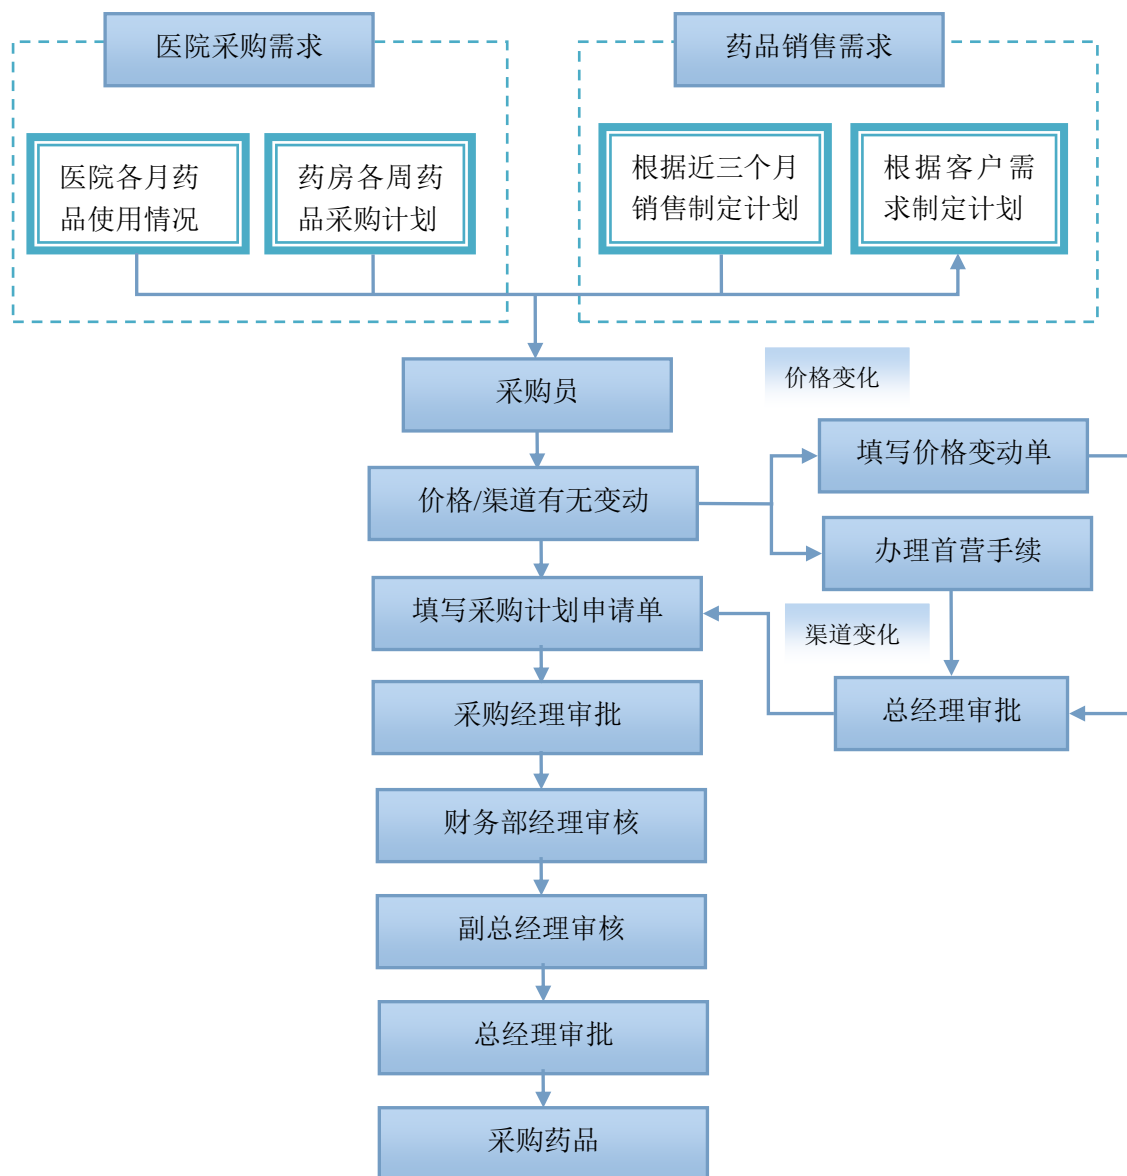 医院采购需求
药品销售需求
医院各月药
品使用情况
药房各周药
品采购计划
根据近三个月
销售制定计划
根据客户需
求制定计划
采购员
价格变化
填写价格变动单
价格/渠道有无变动
办理首营手续
填写采购计划申请单
渠道变化
采购经理审批
总经理审批
财务部经理审核
副总经理审核
总经理审批
采购药品